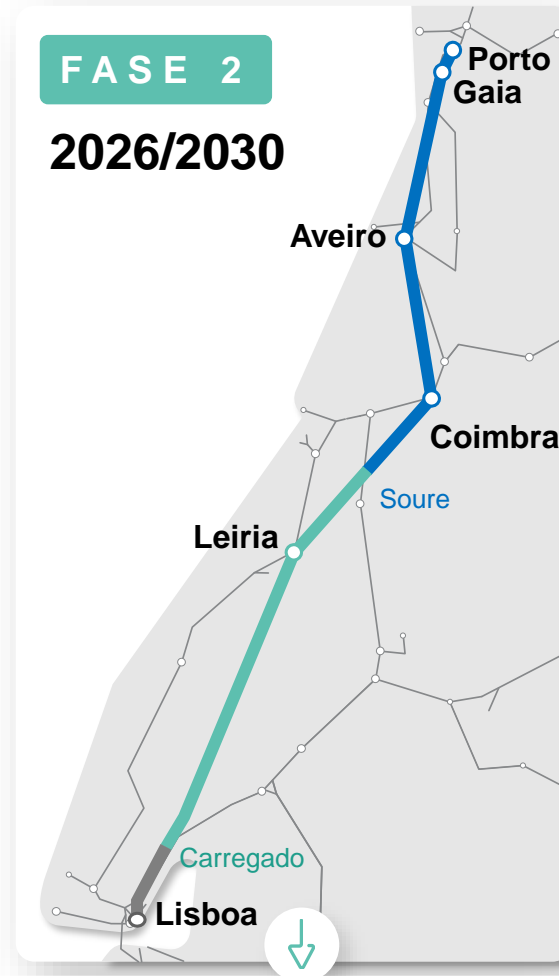 FASE 2
2026/2030
Porto
Gaia
Aveiro
Coimbra
Soure
Leiria
Carregado
Lisboa